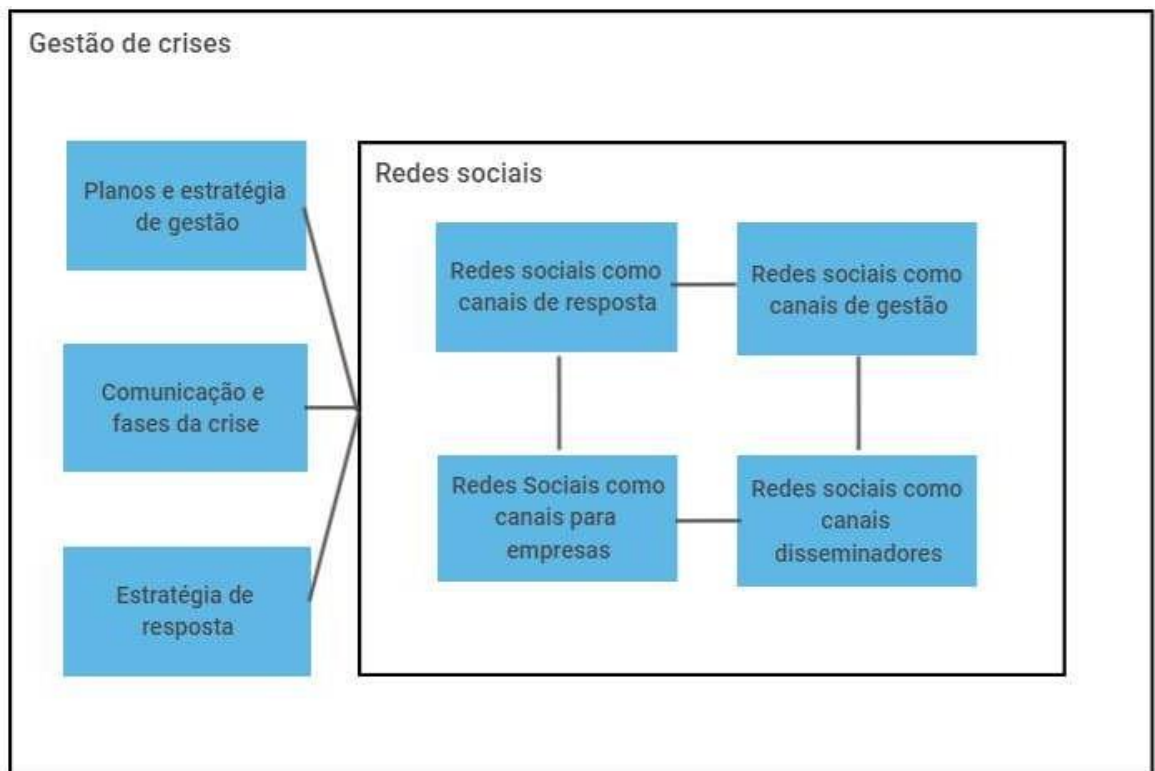 Gestão de crises
Planos e estratégia
de gestão
Comunicação e
fases da crise
Estratégia de
resposta
Redes sociais
Redes sociais como
canais de resposta
Redes sociais como
canais de gestão
Redes Sociais como
canais para
empresas
Redes sociais como
canais
disseminadores